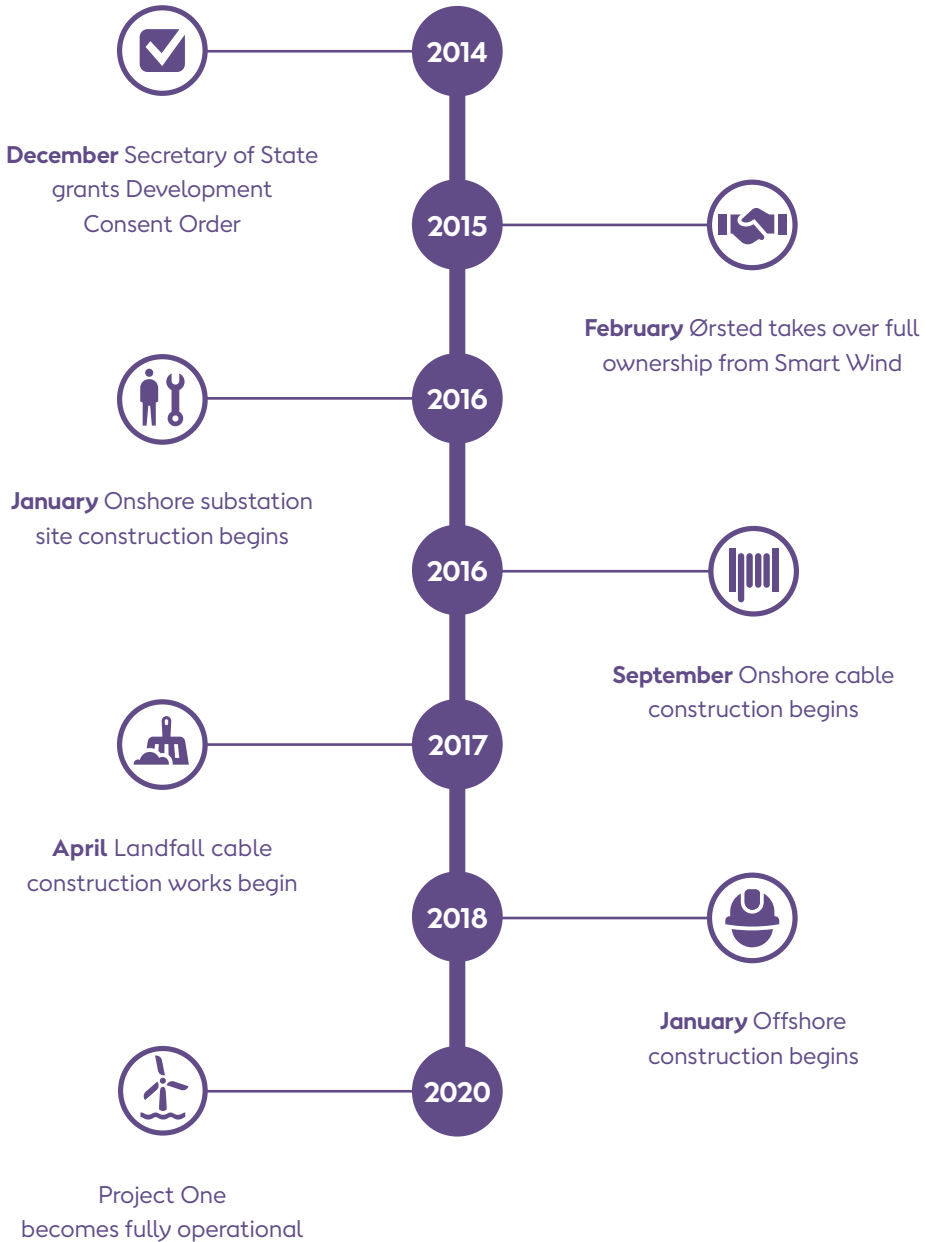 2014
December Secretary of State
grants Development
Consent Order
2015
February Ørsted takes over full
ownership from Smart Wind
2016
January Onshore substation
site construction begins
2016
September Onshore cable
construction begins
2017
April Landfall cable
construction works begin
2018
January Offshore
construction begins
2020
Project One
becomes fully operational